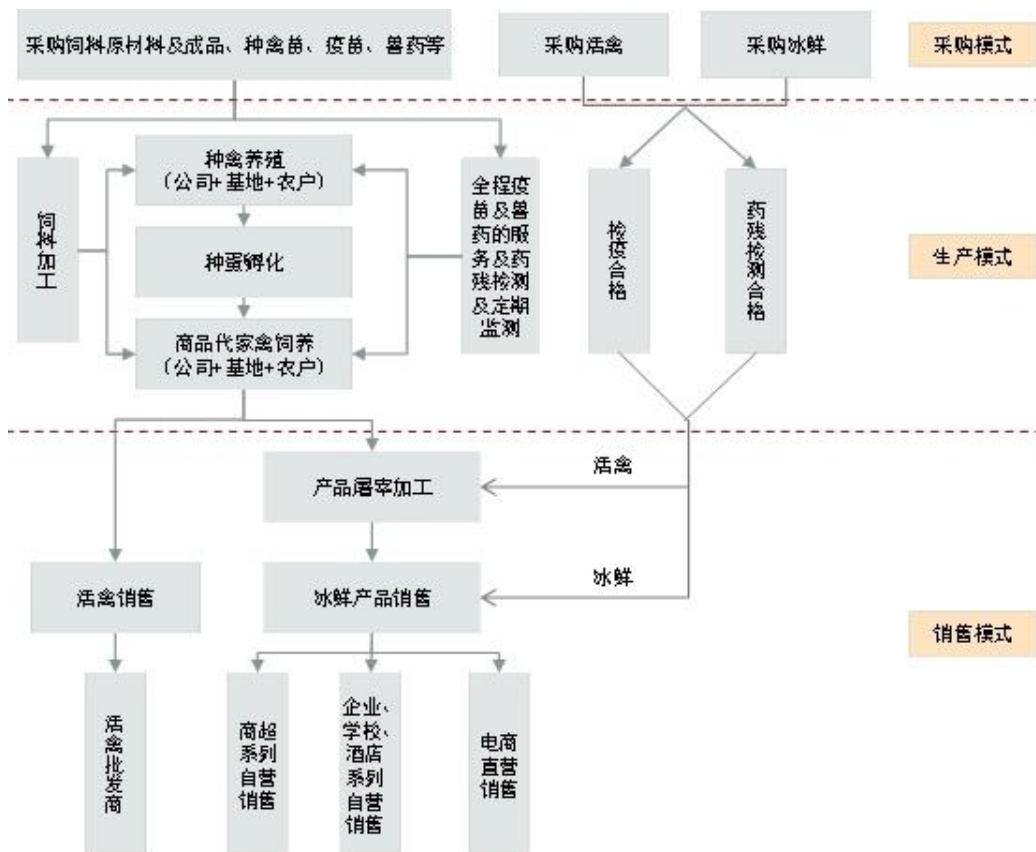 采购饲料原材料及成品、种禽苗、疫苗、兽药等
采购活禽
采购冰鲜
采购模式
饲料加工
种禽养殖
（公司+基地+农户）
种蛋孵化
商品代家禽饲养
（公司+基地+农户）
全程疫
苗及兽
药的服
务及药
残检测
及定期
监测
检疫合格
药残检测合格
生产模式
产品屠宰加工
活禽
活禽销售
冰鲜产品销售
冰鲜
销售模式
活禽批发商
商超
系列
自营
销售
企业、
学校、
酒店
系列
自营
销售
电商
直营
销售